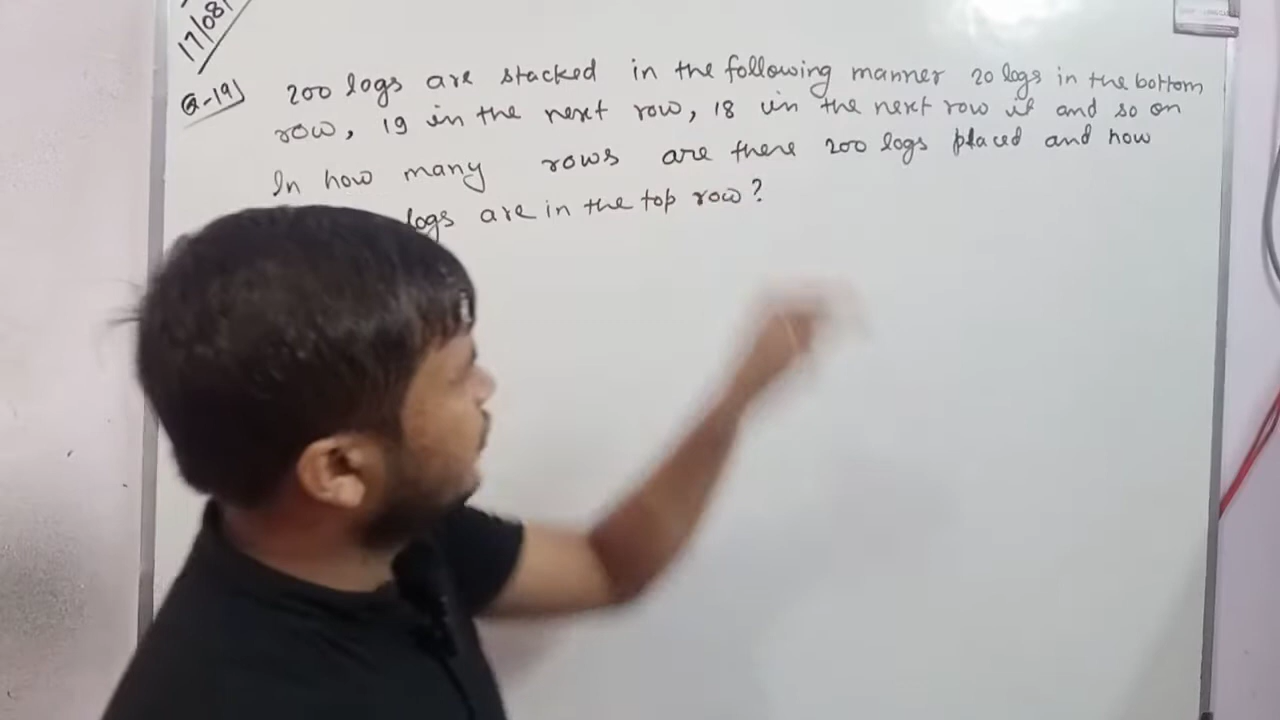 17/08/
Q-19)
200 logs are stacked in the following manner 20 logs in the bottom
row, 19 in the next row, 18 in the next row it and so on
In how many rows are there 200 logs placed and how
logs are in the top row?